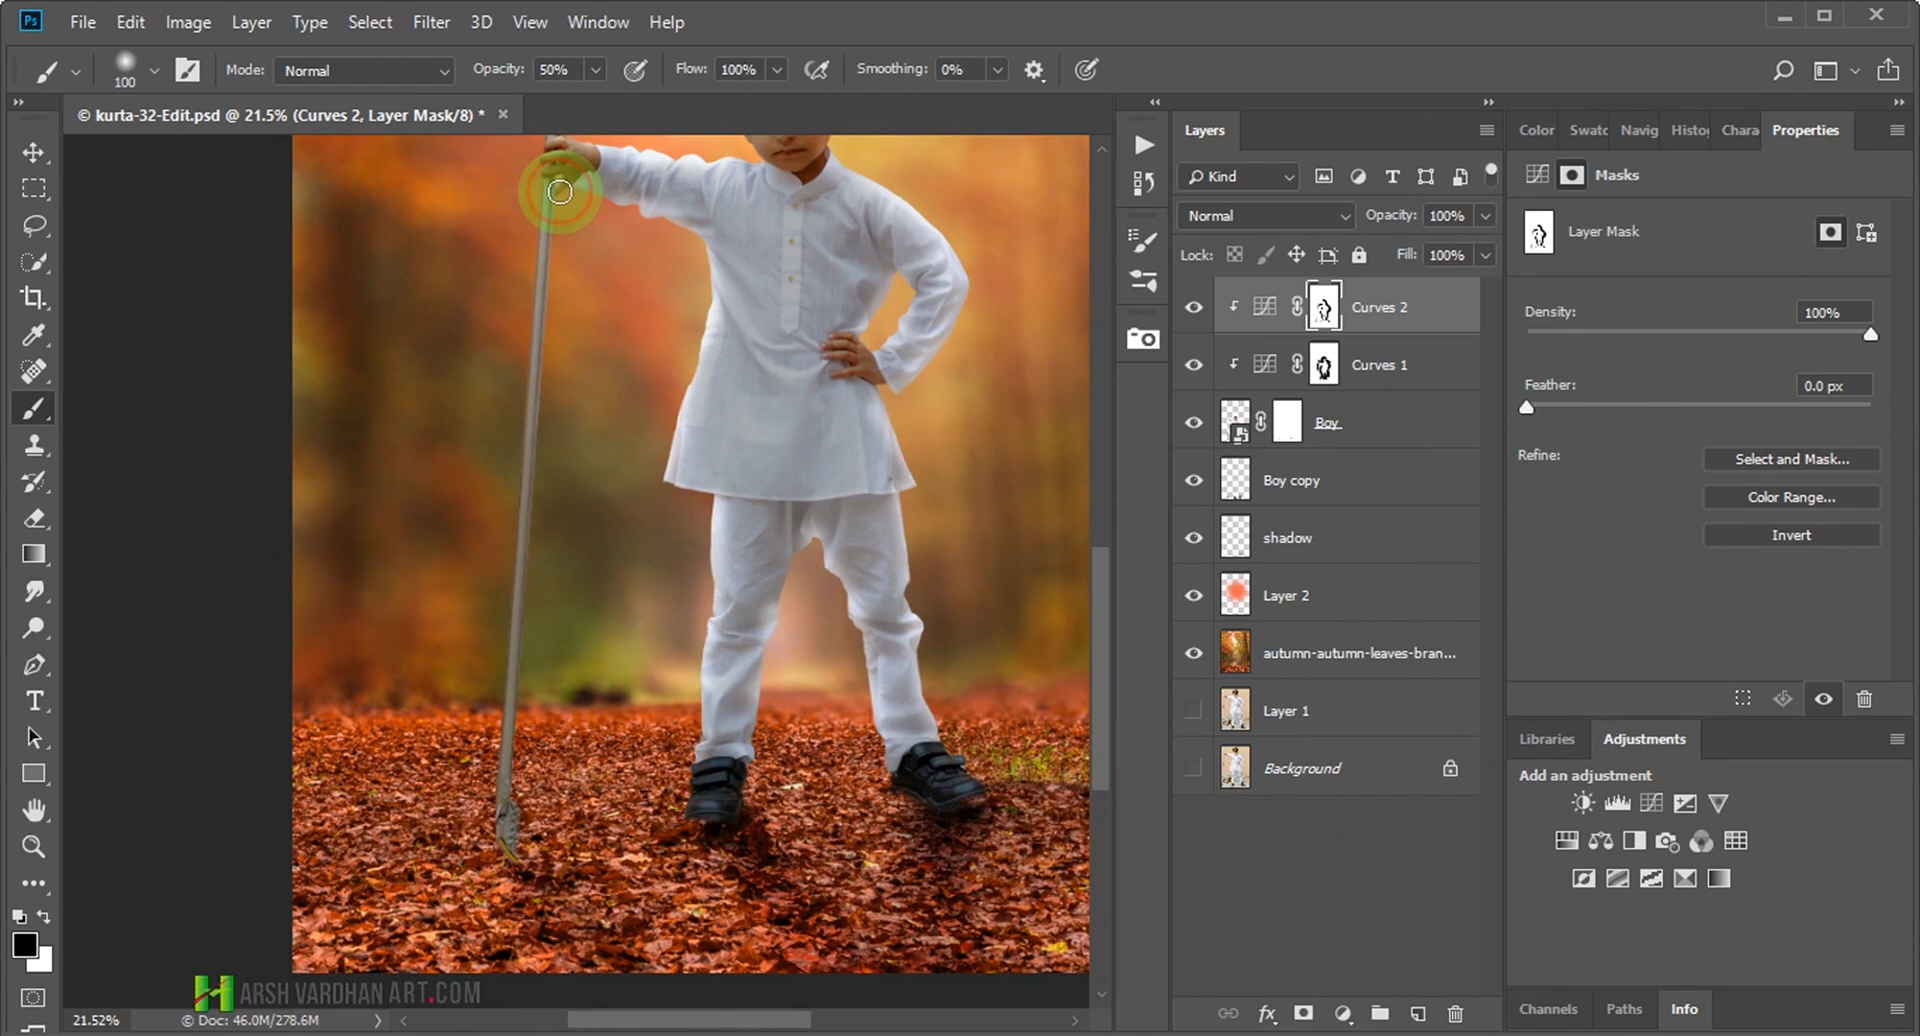 Ps File Edit Image Layer Type Select Filter 3D View Window Help
100 Mode: Normal Opacity: 50% Flow: 100% Smoothing: 0%
© kurta-32-Edit.psd @ 21.5% (Curves 2, Layer Mask/8) *
Layers
Kind
Normal Opacity: 100%
Lock: Fill: 100%
Curves 2
Curves 1
Boy
Boy copy
shadow
Layer 2
autumn-autumn-leaves-bran...
Layer 1
Background
Color Swatc Navig Histo Chara Properties
Masks
Layer Mask
Density: 100%
Feather: 0.0 px
Refine: Select and Mask...
Color Range...
Invert
Libraries Adjustments
Add an adjustment
Channels Paths Info
HARSH VARDHAN ART.COM
21.52% © Doc: 46.0M/278.6M